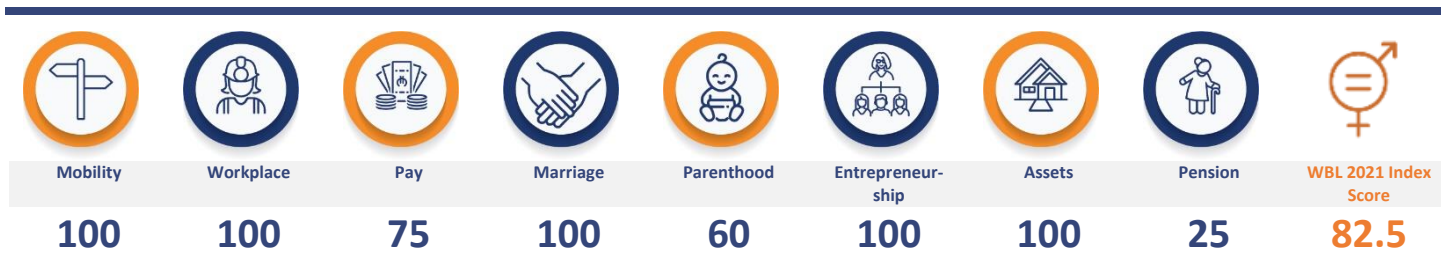 Mobility
Workplace
Pay
Marriage
Parenthood
Entrepreneur-
ship
Assets
Pension
WBL 2021 Index
Score
100
100
75
100
60
100
100
25
82.5